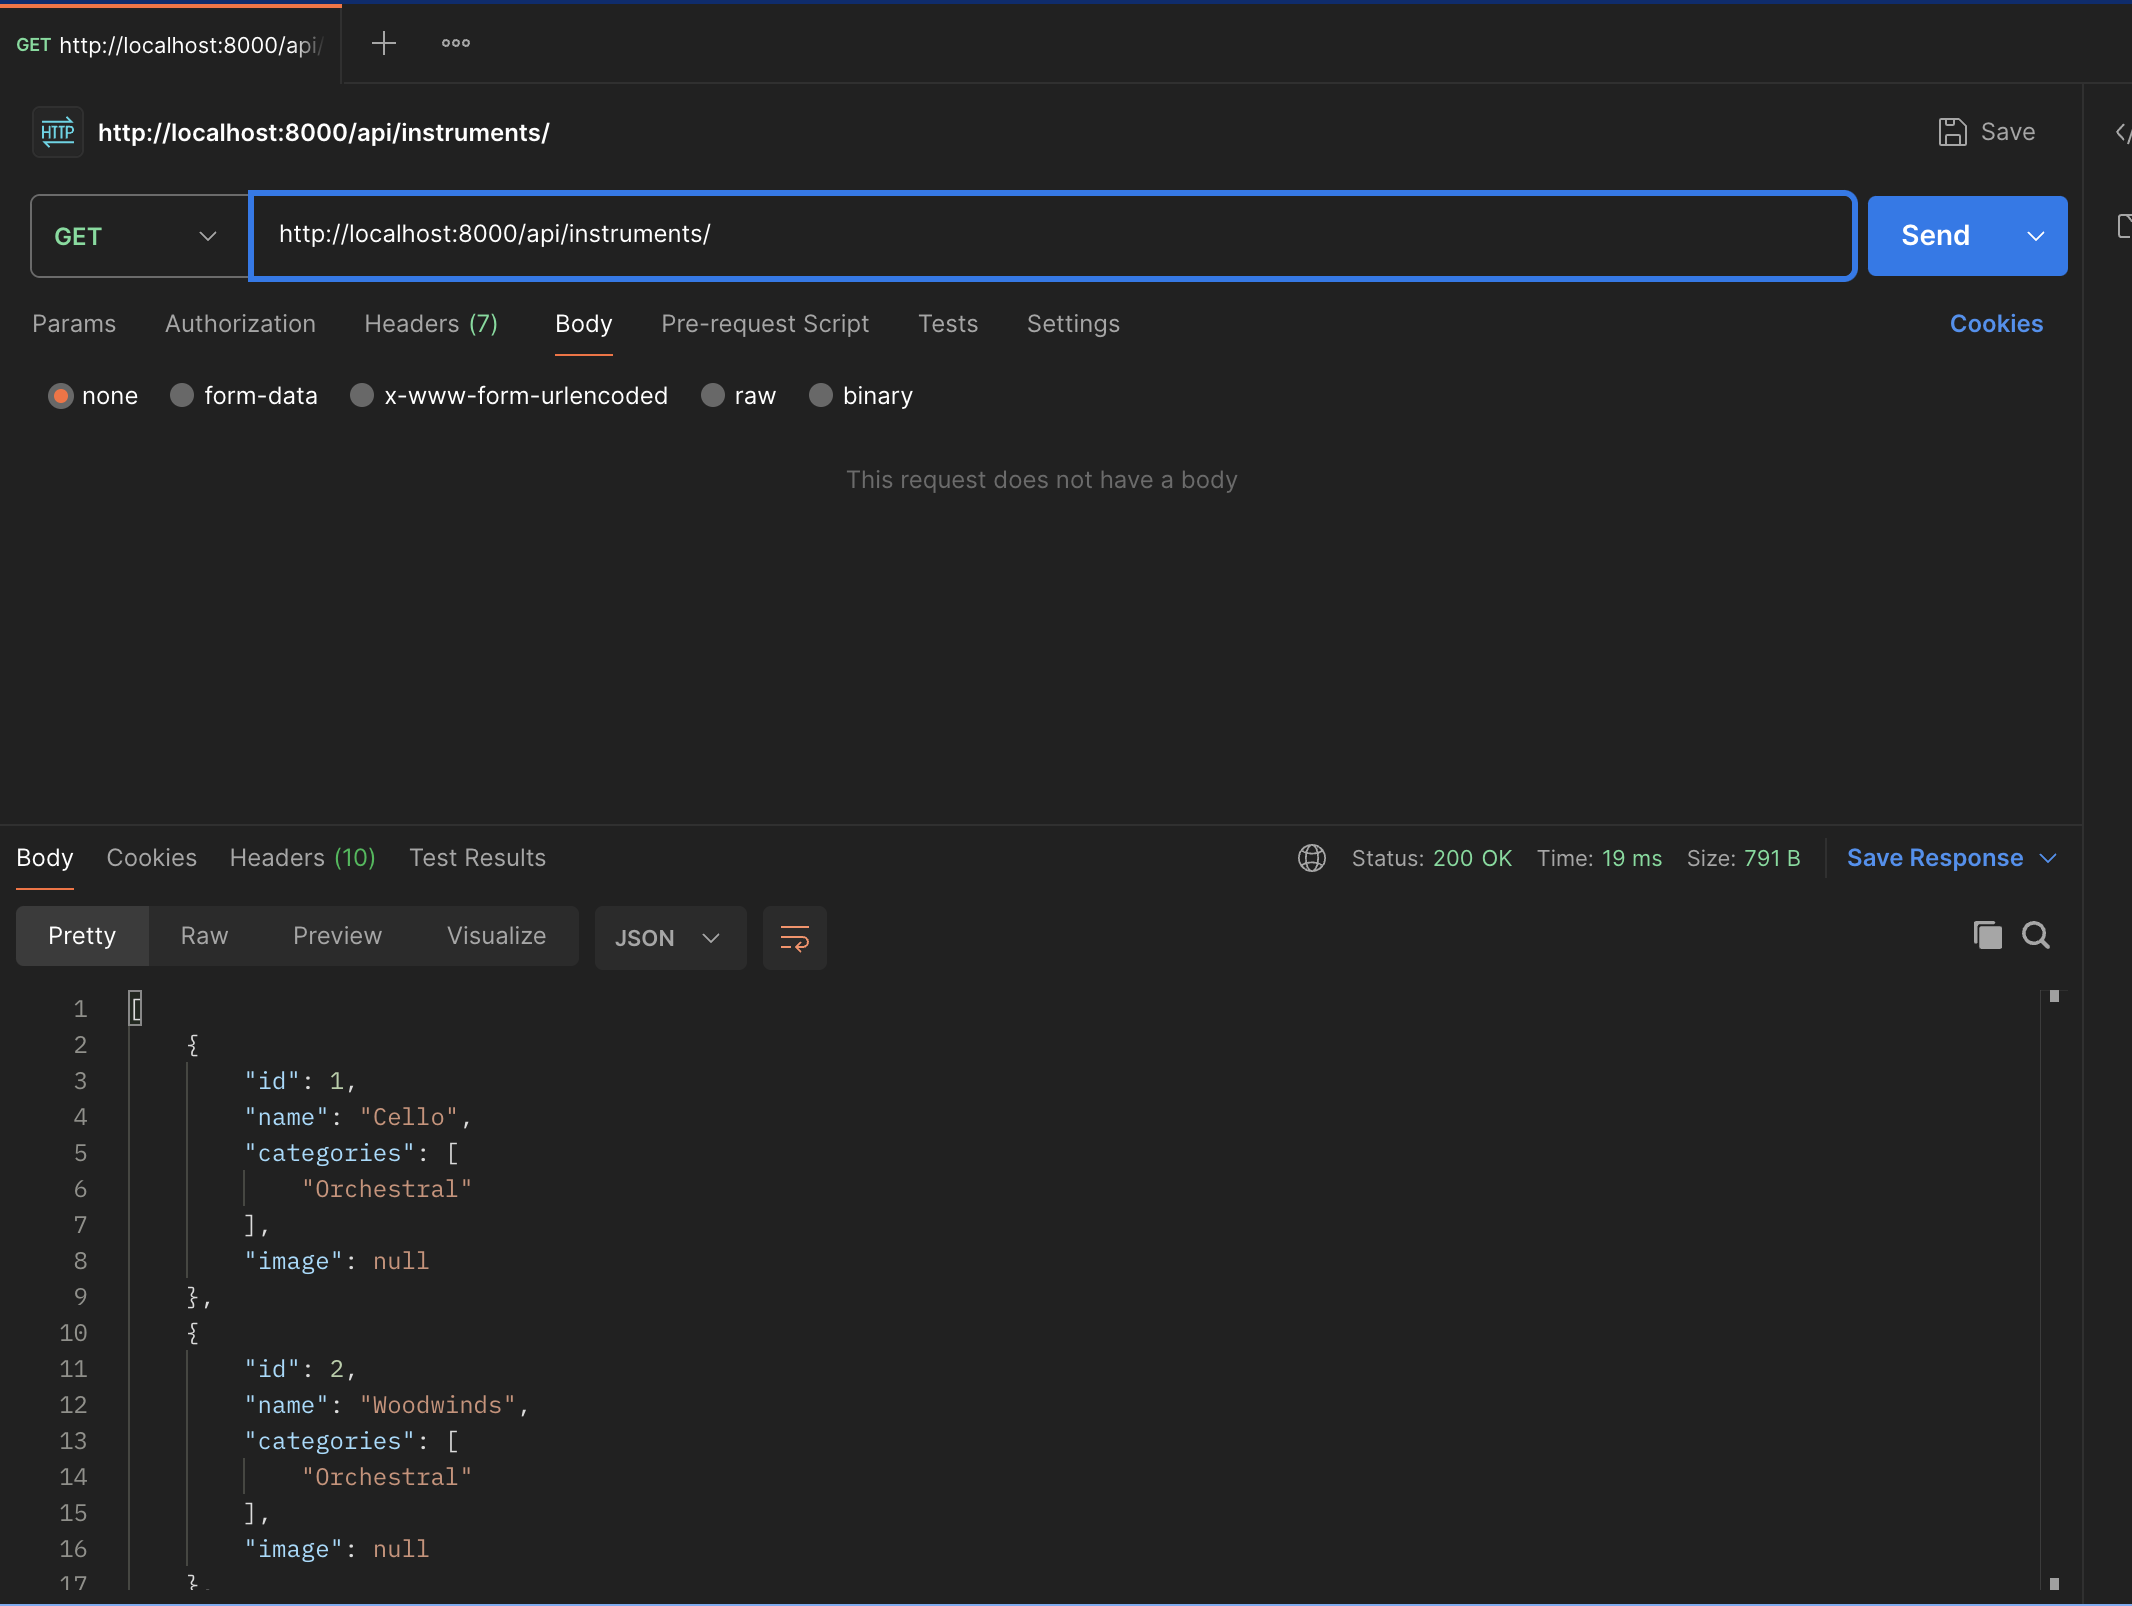 GET http://localhost:8000/api/
HTTP http://localhost:8000/api/instruments/
Save
GET http://localhost:8000/api/instruments/ Send
Params Authorization Headers (7) Body Pre-request Script Tests Settings Cookies
none form-data x-www-form-urlencoded raw binary
This request does not have a body
Body Cookies Headers (10) Test Results Status: 200 OK Time: 19 ms Size: 791 B Save Response
Pretty Raw Preview Visualize JSON
1 [
2 {
3 "id": 1,
4 "name": "Cello",
5 "categories": [
6 "Orchestral"
7 ],
8 "image": null
9 },
10 {
11 "id": 2,
12 "name": "Woodwinds",
13 "categories": [
14 "Orchestral"
15 ],
16 "image": null
17 },